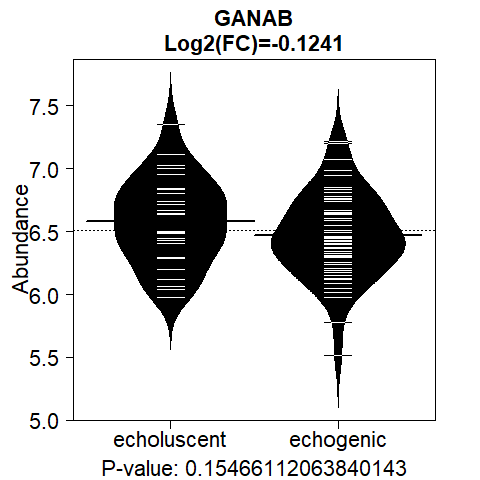 GANAB
Log2(FC)=-0.1241
Abundance
7.5
7.0
6.5
6.0
5.5
5.0
echoluscent echogenic
P-value: 0.15466112063840143